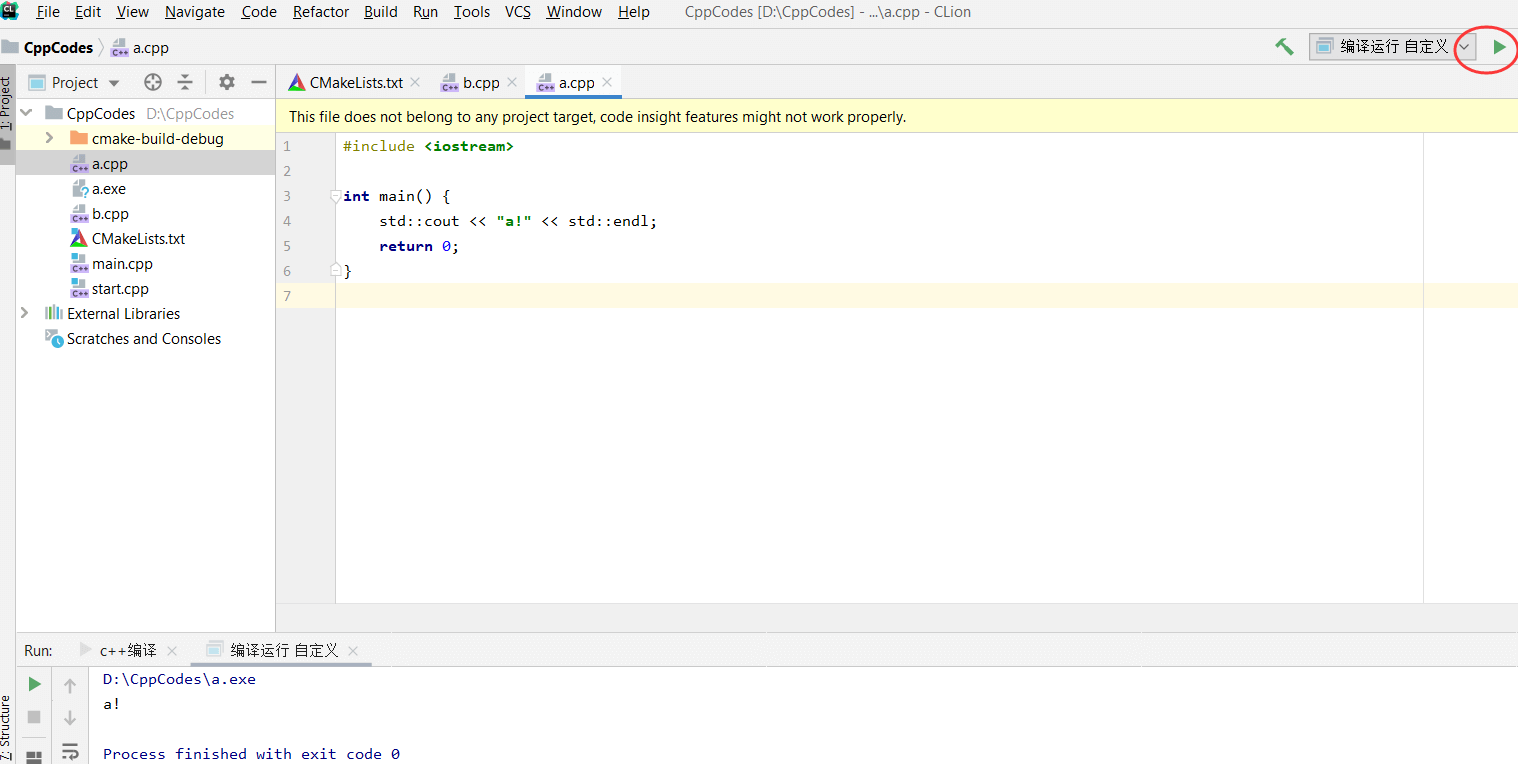 CL File Edit View Navigate Code Refactor Build Run Tools VCS Window Help CppCodes [D:\CppCodes] - ...\a.cpp - CLion
CppCodes C++ a.cpp 编译运行 自定义
1: Project
Project CMakeLists.txt C++ b.cpp C++ a.cpp
CppCodes D:\CppCodes
This file does not belong to any project target, code insight features might not work properly.
cmake-build-debug
C++ a.cpp
a.exe
C++ b.cpp
CMakeLists.txt
C++ main.cpp
C++ start.cpp
External Libraries
Scratches and Consoles
1 #include <iostream>
2
3 int main() {
4     std::cout << "a!" << std::endl;
5     return 0;
6 }
7
Run: c++编译 编译运行 自定义
Z: Structure
D:\CppCodes\a.exe
a!
Process finished with exit code 0